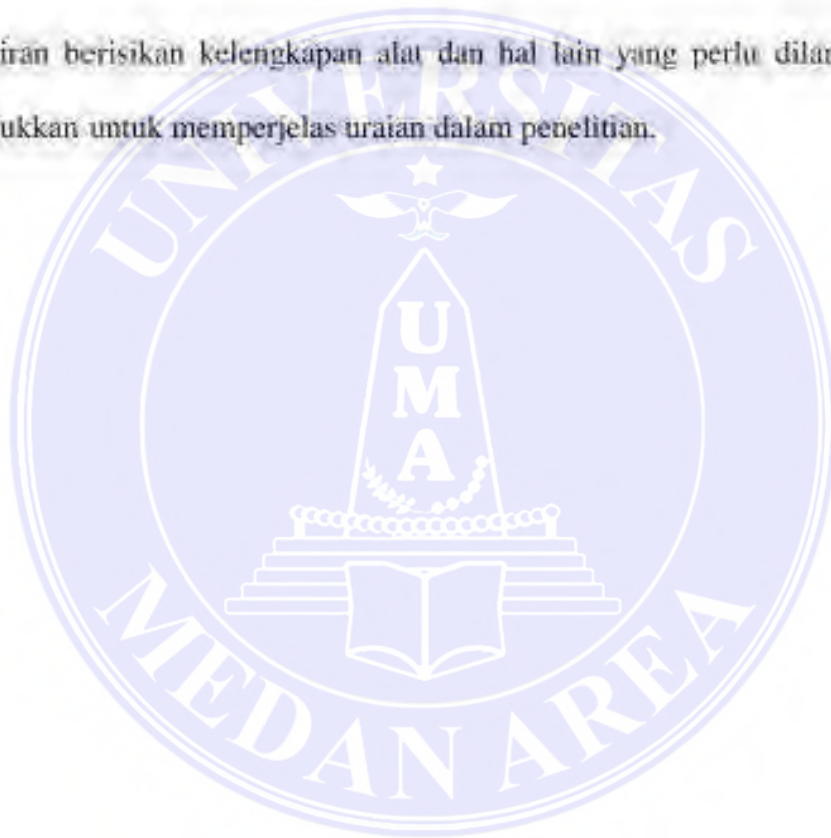 iran berisikan kelengkapan alat dan hal lain yang perlu dilan
ukkan untuk memperjelas uraian dalam penelitian.
UNIVERSITAS
UMA
MEDAN AREA